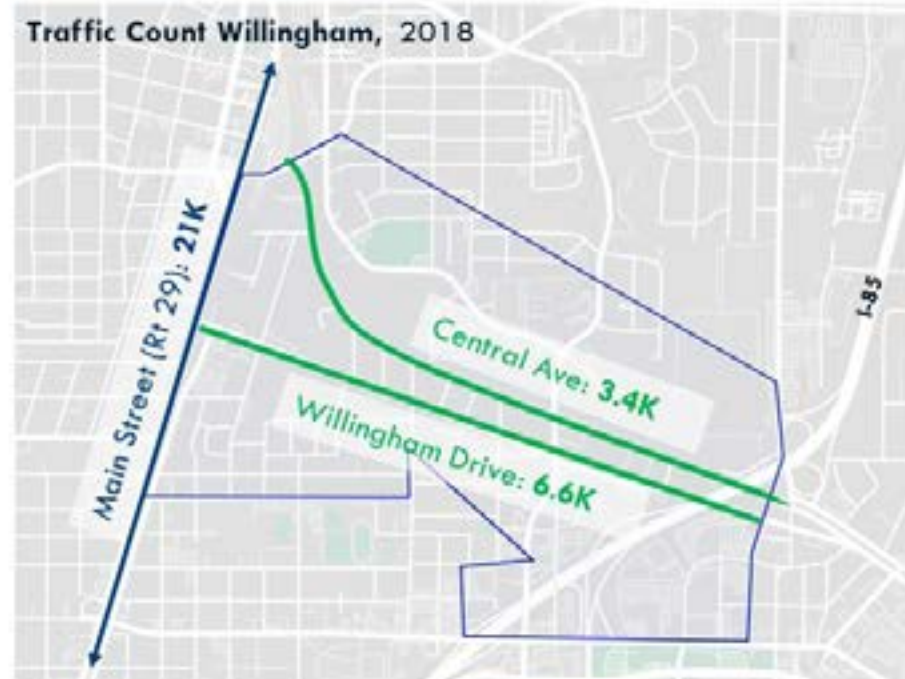 Traffic Count Willingham, 2018
Main Street (Rt 29): 21K
I-85
Central Ave: 3.4K
Willingham Drive: 6.6K